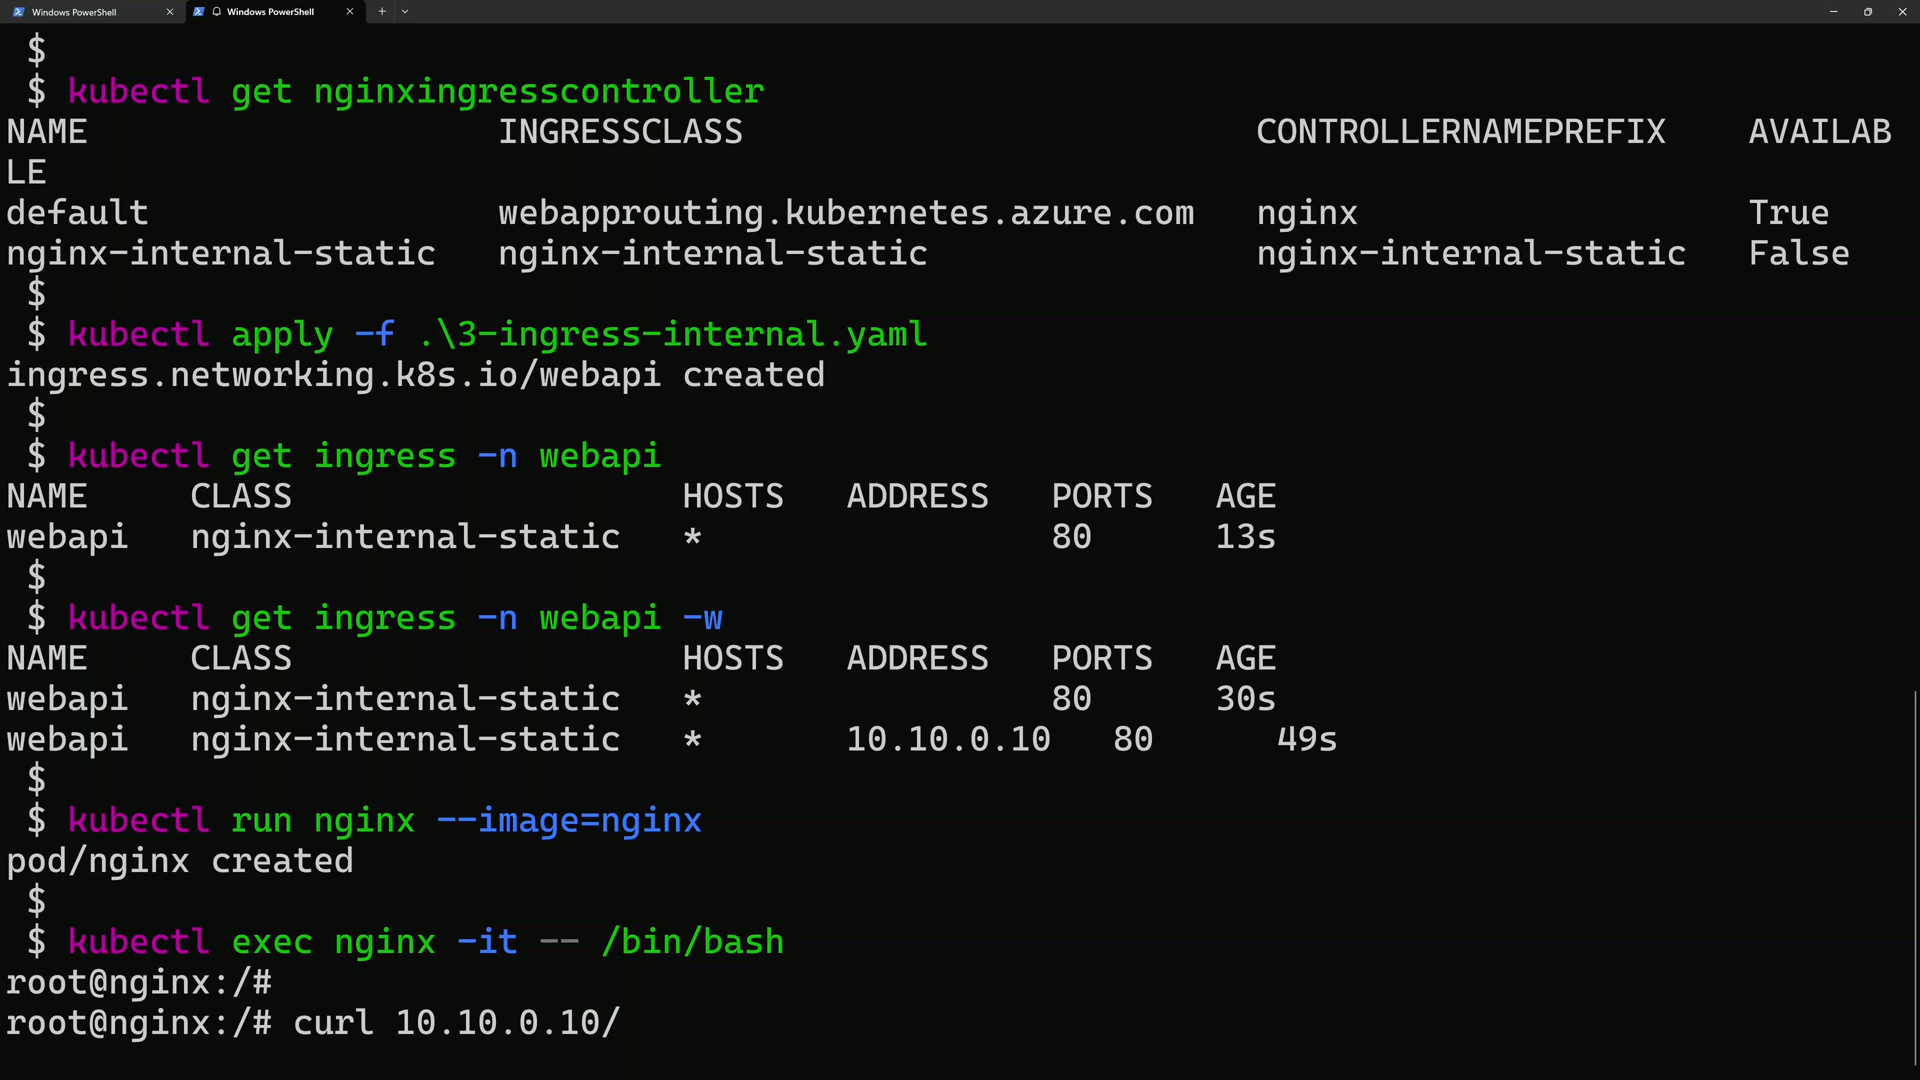 Windows PowerShell
Windows PowerShell
$
$ kubectl get nginxingresscontroller
NAME INGRESSCLASS CONTROLLERNAMEPREFIX AVAILAB
LE
default webapprouting.kubernetes.azure.com nginx True
nginx-internal-static nginx-internal-static nginx-internal-static False
$
$ kubectl apply -f .\3-ingress-internal.yaml
ingress.networking.k8s.io/webapi created
$
$ kubectl get ingress -n webapi
NAME CLASS HOSTS ADDRESS PORTS AGE
webapi nginx-internal-static * 80 13s
$
$ kubectl get ingress -n webapi -w
NAME CLASS HOSTS ADDRESS PORTS AGE
webapi nginx-internal-static * 80 30s
webapi nginx-internal-static * 10.10.0.10 80 49s
$
$ kubectl run nginx --image=nginx
pod/nginx created
$
$ kubectl exec nginx -it -- /bin/bash
root@nginx:/#
root@nginx:/# curl 10.10.0.10/